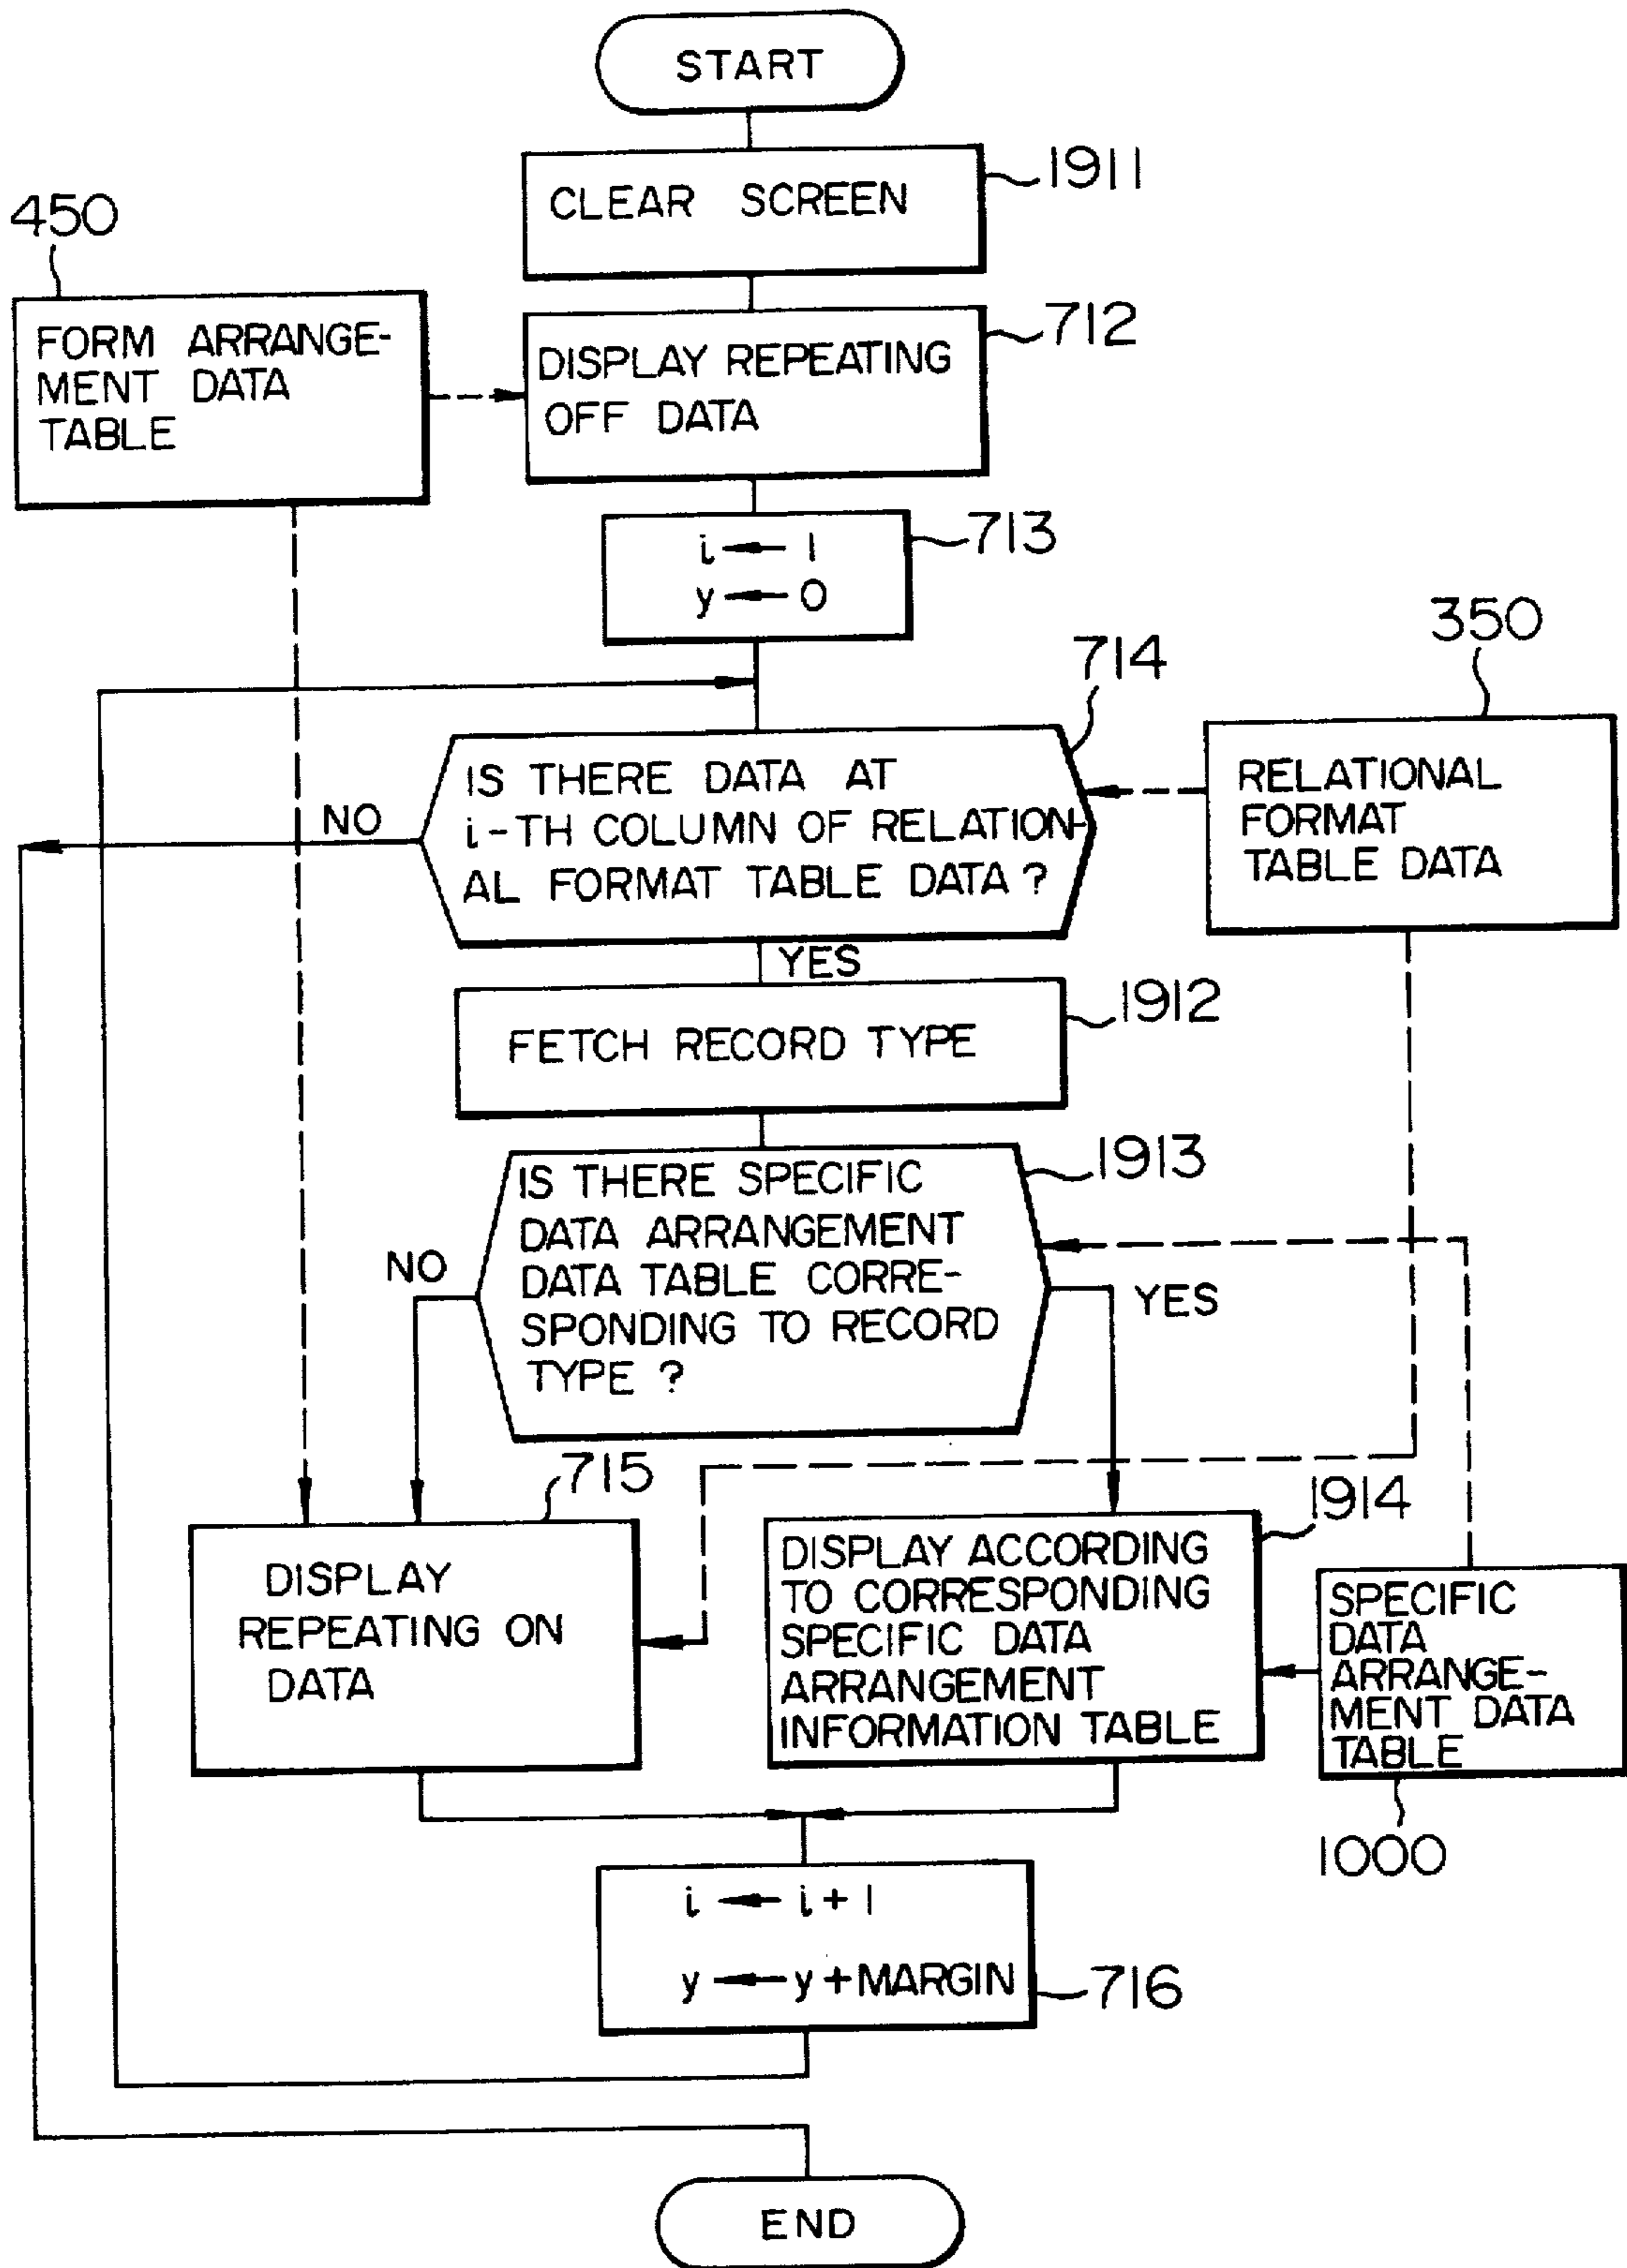 START
CLEAR SCREEN
1911
450
FORM ARRANGE-
MENT DATA
TABLE
DISPLAY REPEATING
OFF DATA
712
i ← 1
y ← 0
713
714
350
IS THERE DATA AT
i-TH COLUMN OF RELATION-
AL FORMAT TABLE DATA ?
NO
RELATIONAL
FORMAT
TABLE DATA
YES
FETCH RECORD TYPE
1912
IS THERE SPECIFIC
DATA ARRANGEMENT
DATA TABLE CORRE-
SPONDING TO RECORD
TYPE ?
1913
NO
YES
715
DISPLAY
REPEATING ON
DATA
1914
DISPLAY ACCORDING
TO CORRESPONDING
SPECIFIC DATA
ARRANGEMENT
INFORMATION TABLE
SPECIFIC
DATA
ARRANGE-
MENT DATA
TABLE
1000
i ← i + 1
y ← y + MARGIN
716
END